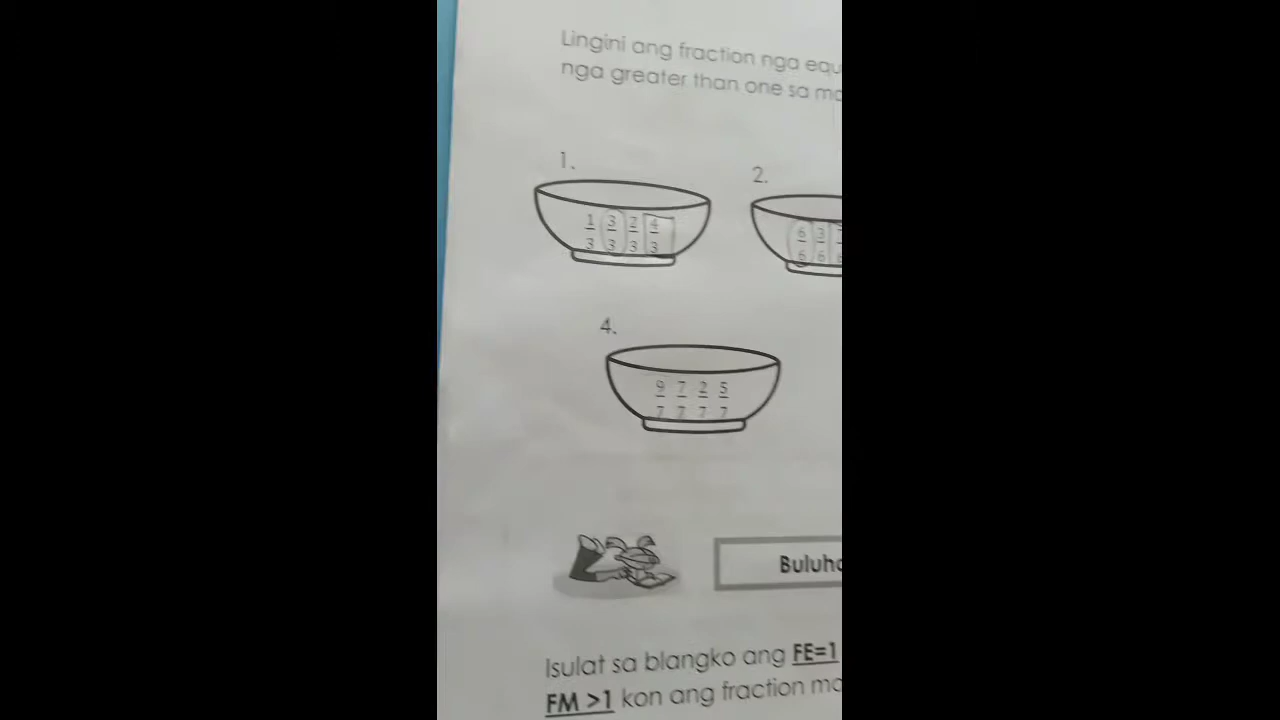 Lingini ang fraction nga equ
nga greater than one sa ma
1.
1 3 2 4
3 3 3 3
2.
6 3
6 6
4.
9 7 2 5
7 7 7 7
Buluha
Isulat sa blangko ang FE=1
FM >1 kon ang fraction mo